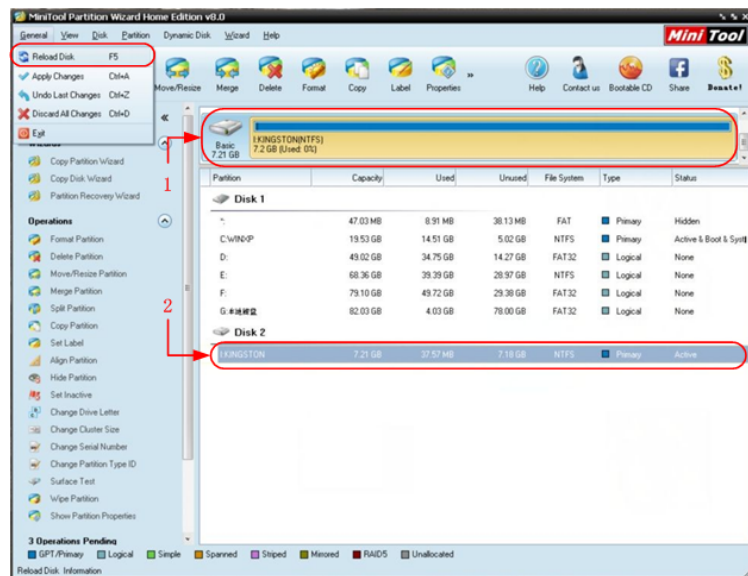 MiniTool Partition Wizard Home Edition v8.0
General View Disk Partition Dynamic Disk Wizard Help
Mini Tool
Reload Disk F5
Apply Changes Ctrl+A
Undo Last Changes Ctrl+Z
Discard All Changes Ctrl+D
Exit
Move/Resize Merge Delete Format Copy Label Properties » Help Contact us Bootable CD Share Donate!
«
Basic
7.21 GB
I:KINGSTON(NTFS)
7.2 GB (Used: 0%)
1
Copy Partition Wizard
Copy Disk Wizard
Partition Recovery Wizard
Operations
Format Partition
Delete Partition
Move/Resize Partition
Merge Partition
Split Partition
Copy Partition
Set Label
Align Partition
Hide Partition
Set Inactive
Change Drive Letter
Change Cluster Size
Change Serial Number
Change Partition Type ID
Surface Test
Wipe Partition
Show Partition Properties
3 Operations Pending
Partition Capacity Used Unused File System Type Status
Disk 1
*: 47.03 MB 8.91 MB 38.13 MB FAT Primary Hidden
C:WINXP 19.53 GB 14.51 GB 5.02 GB NTFS Primary Active & Boot & Syst
D: 49.02 GB 34.75 GB 14.27 GB FAT32 Logical None
E: 68.36 GB 39.39 GB 28.97 GB NTFS Logical None
F: 79.10 GB 49.72 GB 29.38 GB FAT32 Logical None
G:本地磁盘 82.03 GB 4.03 GB 78.00 GB FAT32 Logical None
2
Disk 2
I:KINGSTON 7.21 GB 37.57 MB 7.18 GB NTFS Primary Active
GPT/Primary Logical Simple Spanned Striped Mirrored RAID5 Unallocated
Reload Disk Information